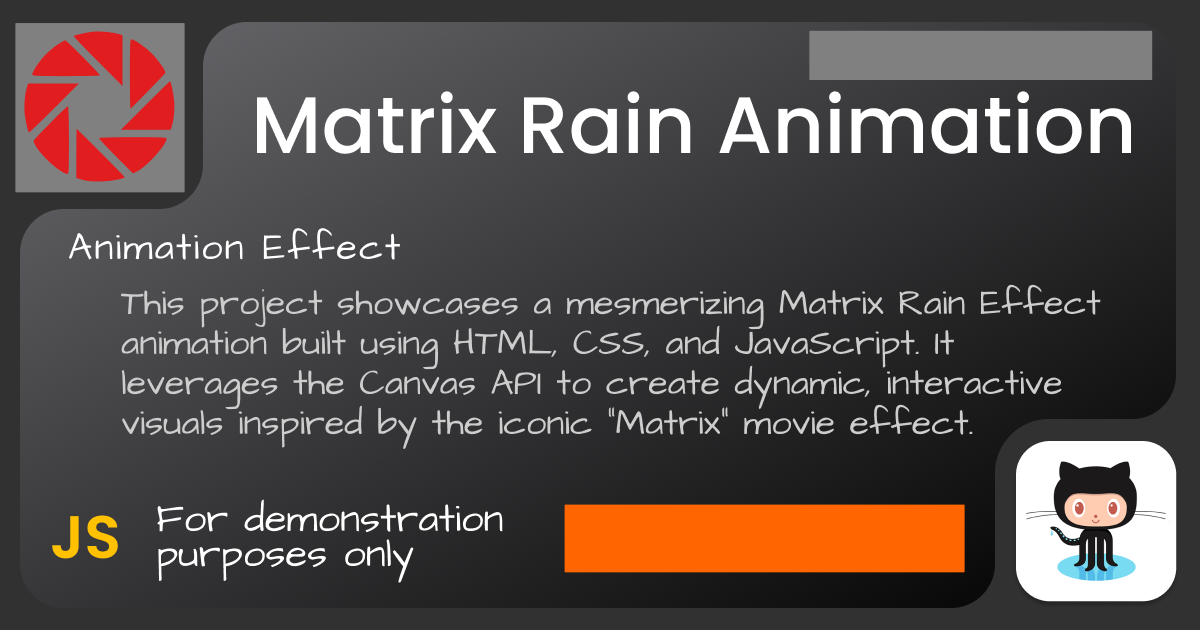 Matrix Rain Animation
Animation Effect
This project showcases a mesmerizing Matrix Rain Effect
animation built using HTML, CSS, and JavaScript. It
leverages the Canvas API to create dynamic, interactive
visuals inspired by the iconic "Matrix" movie effect.
JS
For demonstration
purposes only